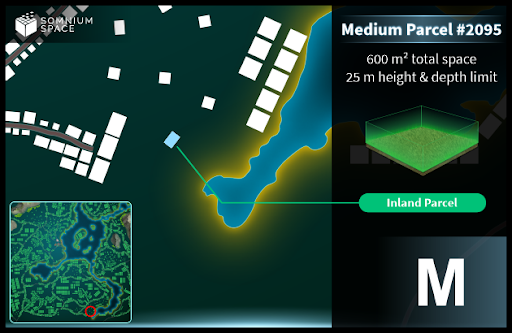 SOMNIUM
SPACE
Medium Parcel #2095
600 m² total space
25 m height & depth limit
Inland Parcel
M